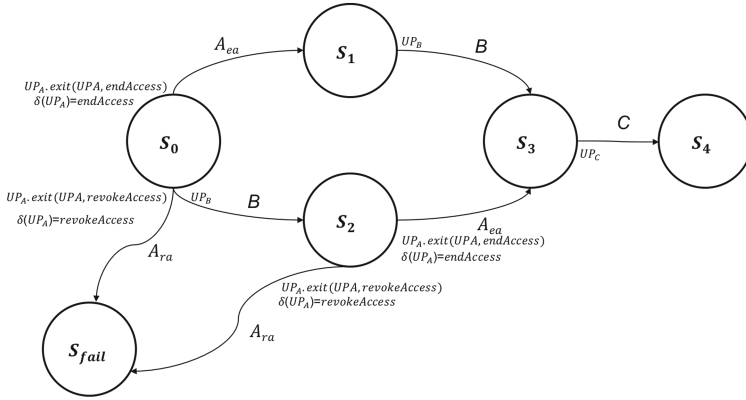 A_ea
S_1
UP_B
B
UP_A.exit(UPA,endAccess)
δ(UP_A)=endAccess
S_0
S_3
C
UP_C
S_4
UP_A.exit(UPA,revokeAccess)
δ(UP_A)=revokeAccess
UP_B
B
S_2
A_ea
UP_A.exit(UPA,endAccess)
δ(UP_A)=endAccess
A_ra
UP_A.exit(UPA,revokeAccess)
δ(UP_A)=revokeAccess
A_ra
S_fail